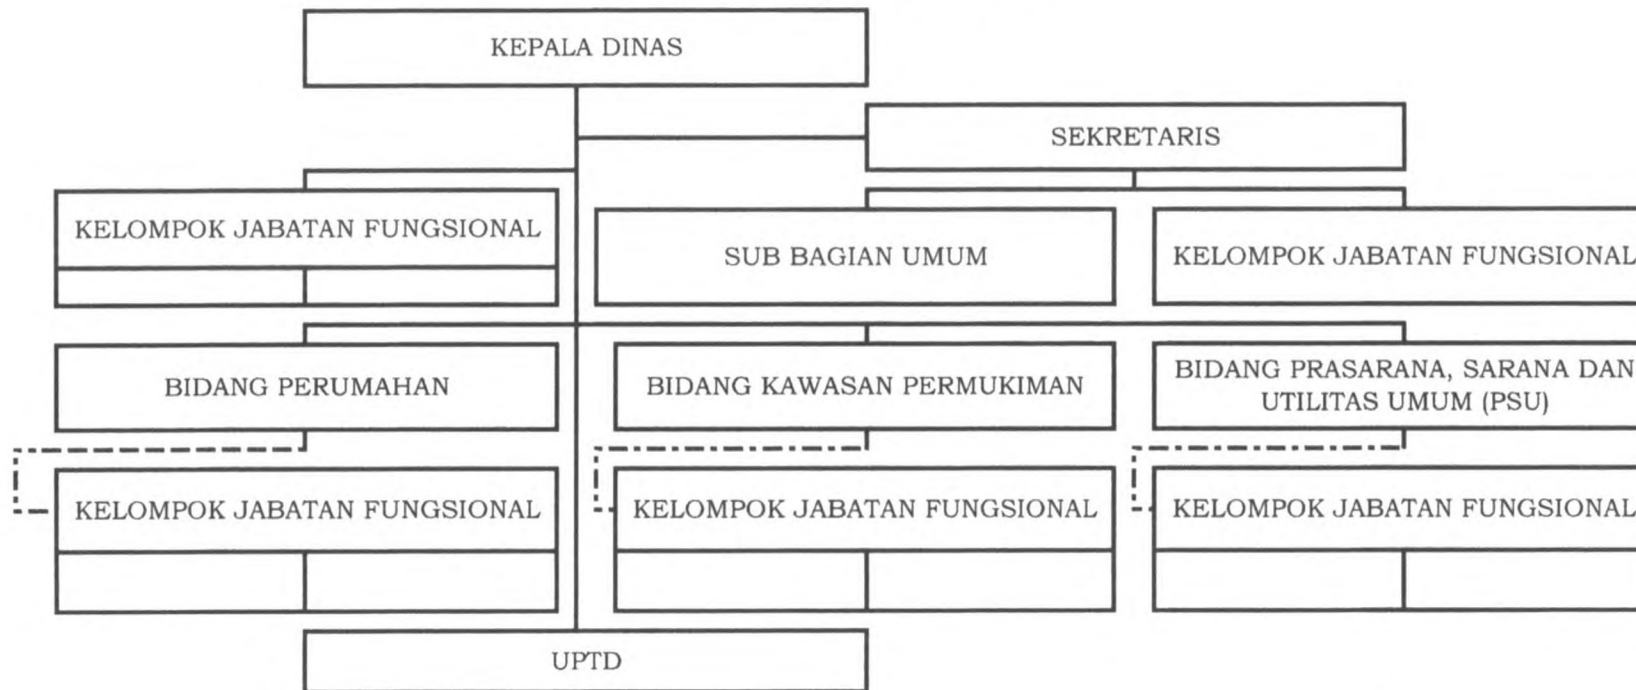 KEPALA DINAS
SEKRETARIS
KELOMPOK JABATAN FUNGSIONAL
SUB BAGIAN UMUM
KELOMPOK JABATAN FUNGSIONAL
BIDANG PERUMAHAN
BIDANG KAWASAN PERMUKIMAN
BIDANG PRASARANA, SARANA DAN
UTILITAS UMUM (PSU)
KELOMPOK JABATAN FUNGSIONAL
KELOMPOK JABATAN FUNGSIONAL
KELOMPOK JABATAN FUNGSIONAL
UPTD